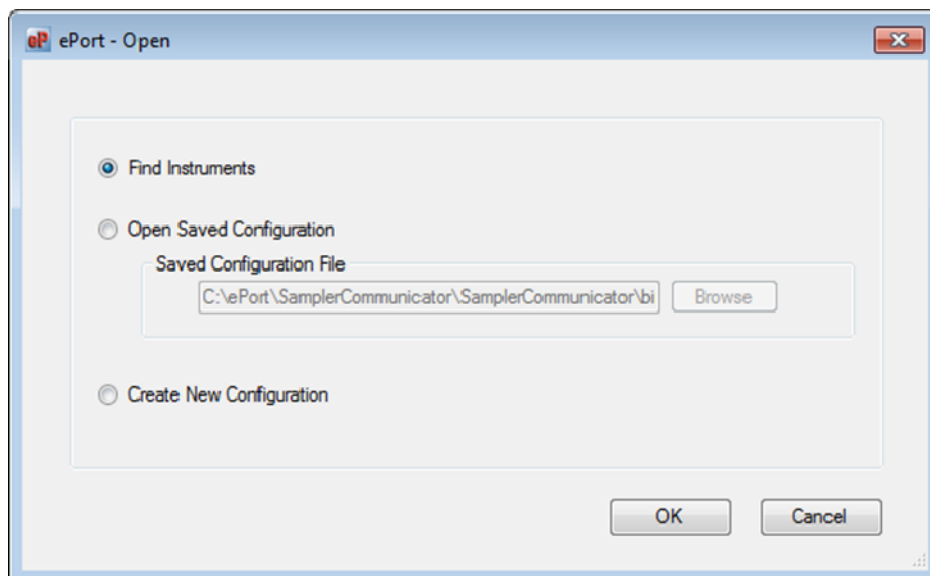 eP ePort - Open
Find Instruments
Open Saved Configuration
Saved Configuration File
C:\ePort\SamplerCommunicator\SamplerCommunicator\bi Browse
Create New Configuration
OK Cancel